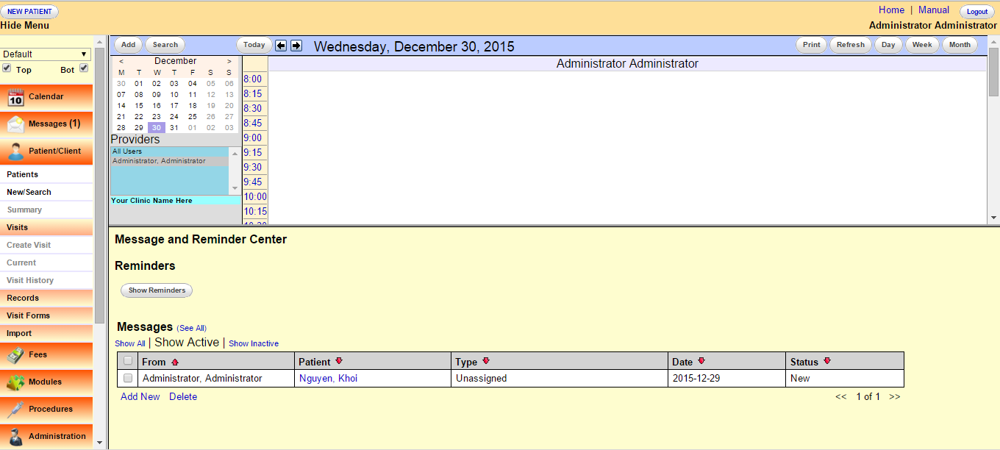 NEW PATIENT
Home | Manual Logout
Hide Menu
Administrator Administrator
Default
Top Bot
Calendar
Messages (1)
Patient/Client
Patients
New/Search
Summary
Visits
Create Visit
Current
Visit History
Records
Visit Forms
Import
Fees
Modules
Procedures
Administration
Add Search Today Wednesday, December 30, 2015 Print Refresh Day Week Month
< December >
M T W T F S S
30 01 02 03 04 05 06
07 08 09 10 11 12 13
14 15 16 17 18 19 20
21 22 23 24 25 26 27
28 29 30 31 01 02 03
Providers
All Users
Administrator, Administrator
Your Clinic Name Here
Administrator Administrator
8:00
8:15
8:30
8:45
9:00
9:15
9:30
9:45
10:00
10:15
Message and Reminder Center
Reminders
Show Reminders
Messages (See All)
Show All | Show Active | Show Inactive
From Patient Type Date Status
Administrator, Administrator Nguyen, Khoi Unassigned 2015-12-29 New
Add New Delete << 1 of 1 >>